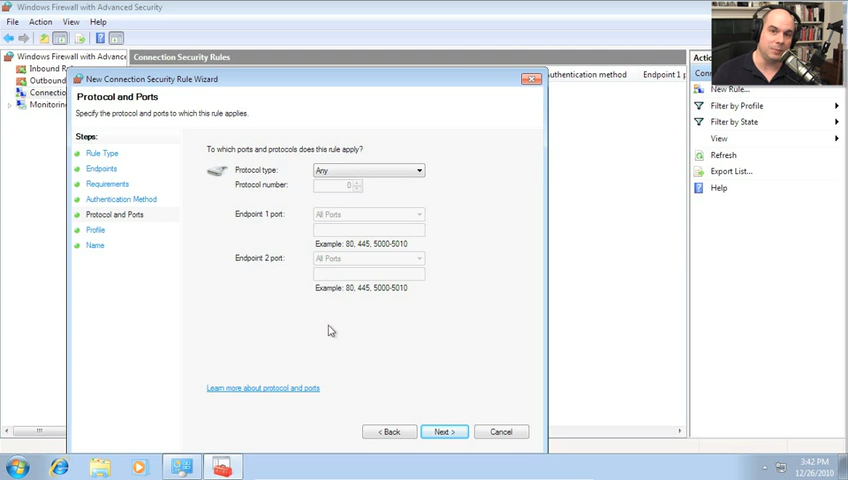 Windows Firewall with Advanced Security
File Action View Help
Windows Firewall with Advance
Inbound R
Outbound
Connectio
Monitorin
Connection Security Rules
uthentication method Endpoint 1 p
New Connection Security Rule Wizard
Protocol and Ports
Specify the protocol and ports to which this rule applies.
Steps:
Rule Type
Endpoints
Requirements
Authentication Method
Protocol and Ports
Profile
Name
To which ports and protocols does this rule apply?
Protocol type: Any
Protocol number: 0
Endpoint 1 port: All Ports
Example: 80, 445, 5000-5010
Endpoint 2 port: All Ports
Example: 80, 445, 5000-5010
Learn more about protocol and ports
< Back Next > Cancel
Actio
Conn
New Rule...
Filter by Profile
Filter by State
View
Refresh
Export List...
Help
3:42 PM
12/26/2010